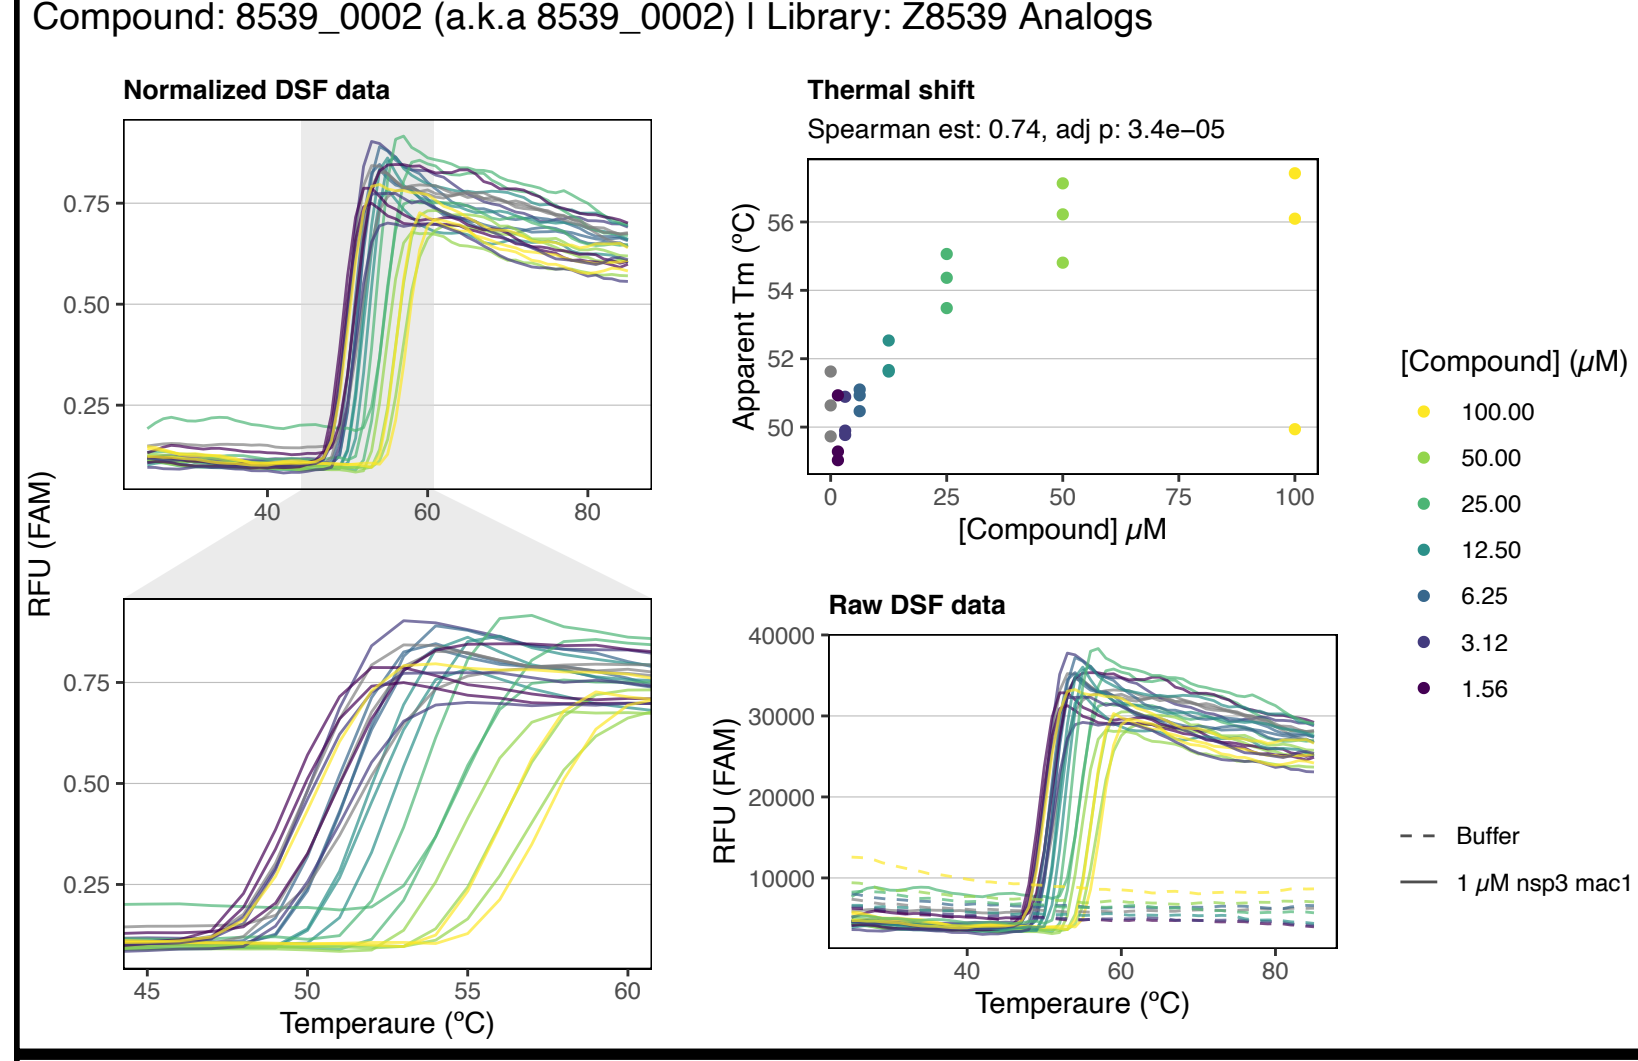 Compound: 8539_0002 (a.k.a 8539_0002) | Library: Z8539 Analogs
Normalized DSF data
0.75
0.50
0.25
40
60
80
RFU (FAM)
0.75
0.50
0.25
45
50
55
60
Temperaure (ºC)
Thermal shift
Spearman est: 0.74, adj p: 3.4e−05
Apparent Tm (ºC)
56
54
52
50
0
25
50
75
100
[Compound] µM
Raw DSF data
RFU (FAM)
40000
30000
20000
10000
40
60
80
Temperaure (ºC)
[Compound] (µM)
100.00
50.00
25.00
12.50
6.25
3.12
1.56
Buffer
1 µM nsp3 mac1